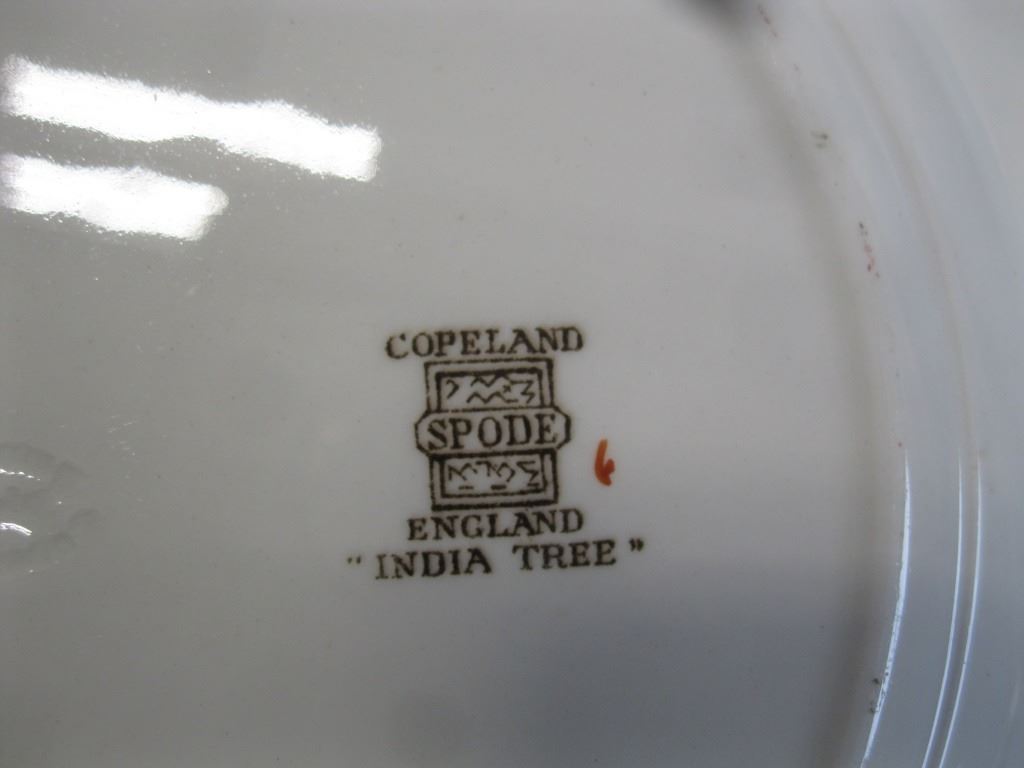 COPELAND
SPODE
ENGLAND
"INDIA TREE"